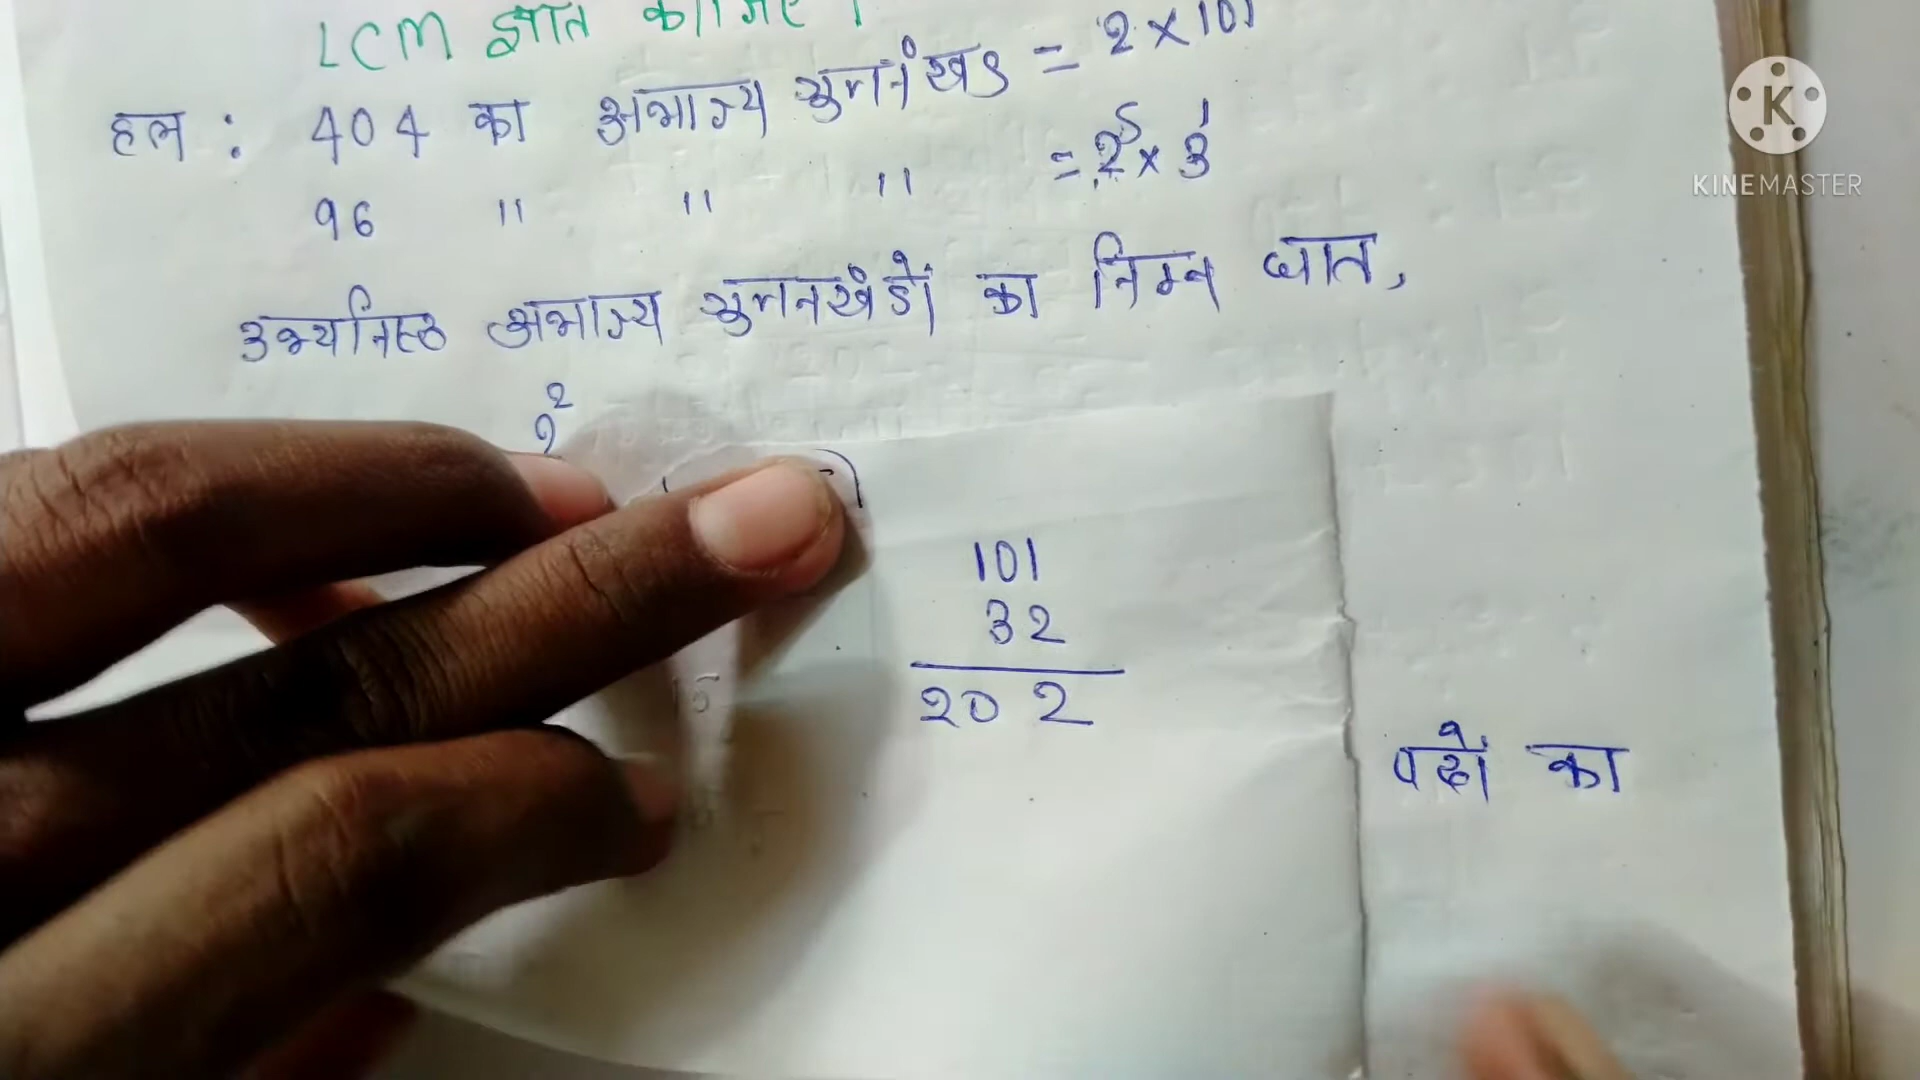 LCM ज्ञात कीजिए।
हल : 404 का अभाज्य गुणनखंड = 2 × 101
96 " " " = 2⁵ × 3¹
उभयनिष्ठ अभाज्य गुणनखंडों का निम्न घात,
2²
101
32
202
पदों का
K
KINEMASTER